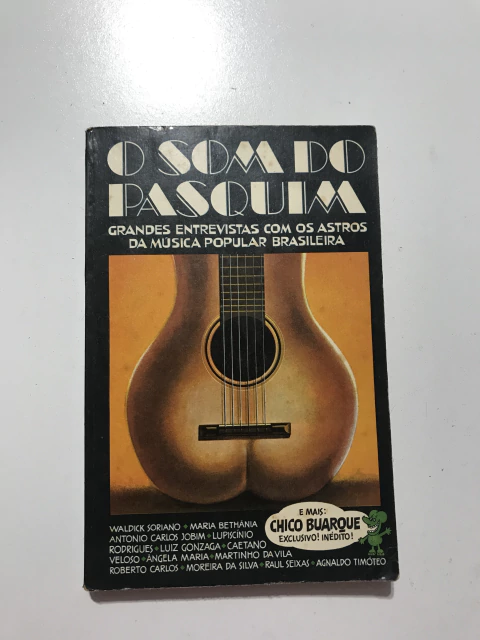 O SOM DO
PASQUIM
GRANDES ENTREVISTAS COM OS ASTROS
DA MÚSICA POPULAR BRASILEIRA
E MAIS:
CHICO BUARQUE
EXCLUSIVO! INÉDITO!
WALDICK SORIANO • MARIA BETHÂNIA
ANTONIO CARLOS JOBIM • LUPISCÍNIO
RODRIGUES • LUIZ GONZAGA • CAETANO
VELOSO • ÂNGELA MARIA • MARTINHO DA VILA
ROBERTO CARLOS • MOREIRA DA SILVA • RAUL SEIXAS • AGNALDO TIMÓTEO